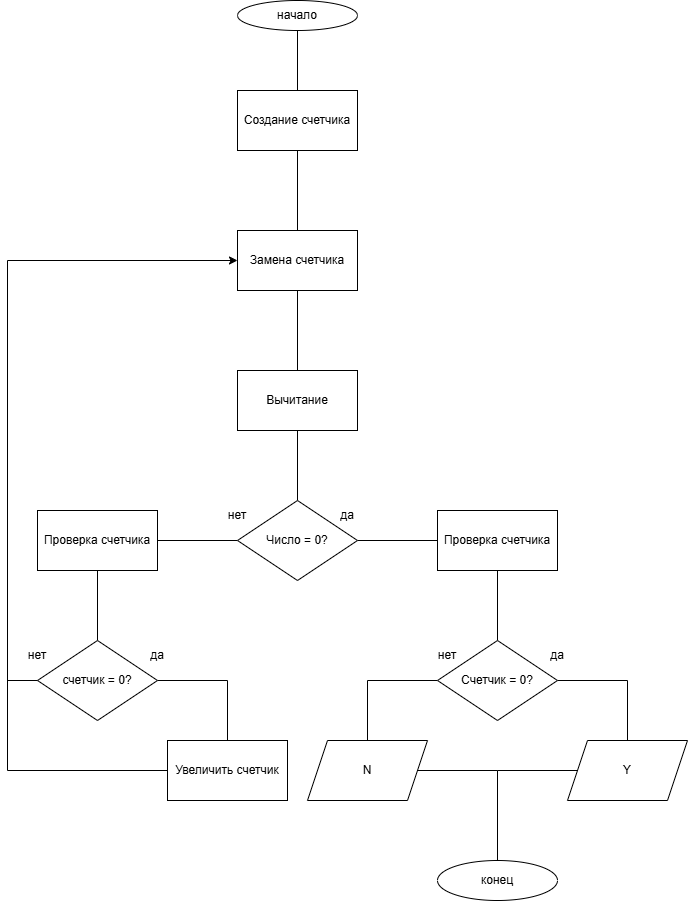 начало
Создание счетчика
Замена счетчика
Вычитание
нет
да
Проверка счетчика
Число = 0?
Проверка счетчика
нет
да
нет
да
счетчик = 0?
Счетчик = 0?
Увеличить счетчик
N
Y
конец